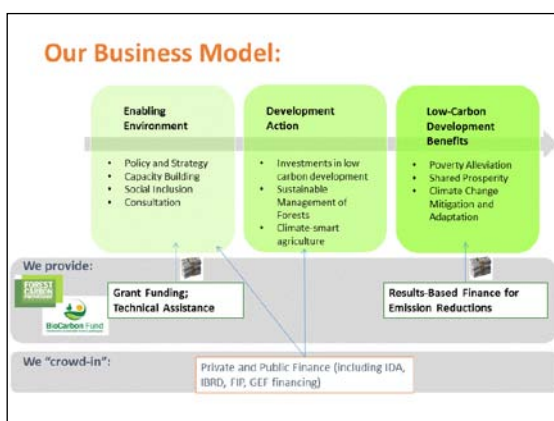 Our Business Model:
Enabling
Environment
• Policy and Strategy
• Capacity Building
• Social Inclusion
• Consultation
Development
Action
• Investments in low
carbon development
• Sustainable
Management of
Forests
• Climate-smart
agriculture
Low-Carbon
Development
Benefits
• Poverty Alleviation
• Shared Prosperity
• Climate Change
Mitigation and
Adaptation
We provide:
FOREST
CARBON
PARTNERSHIP
BioCarbon Fund
Grant Funding;
Technical Assistance
Results-Based Finance for
Emission Reductions
We "crowd-in":
Private and Public Finance (including IDA,
IBRD, FIP, GEF financing)